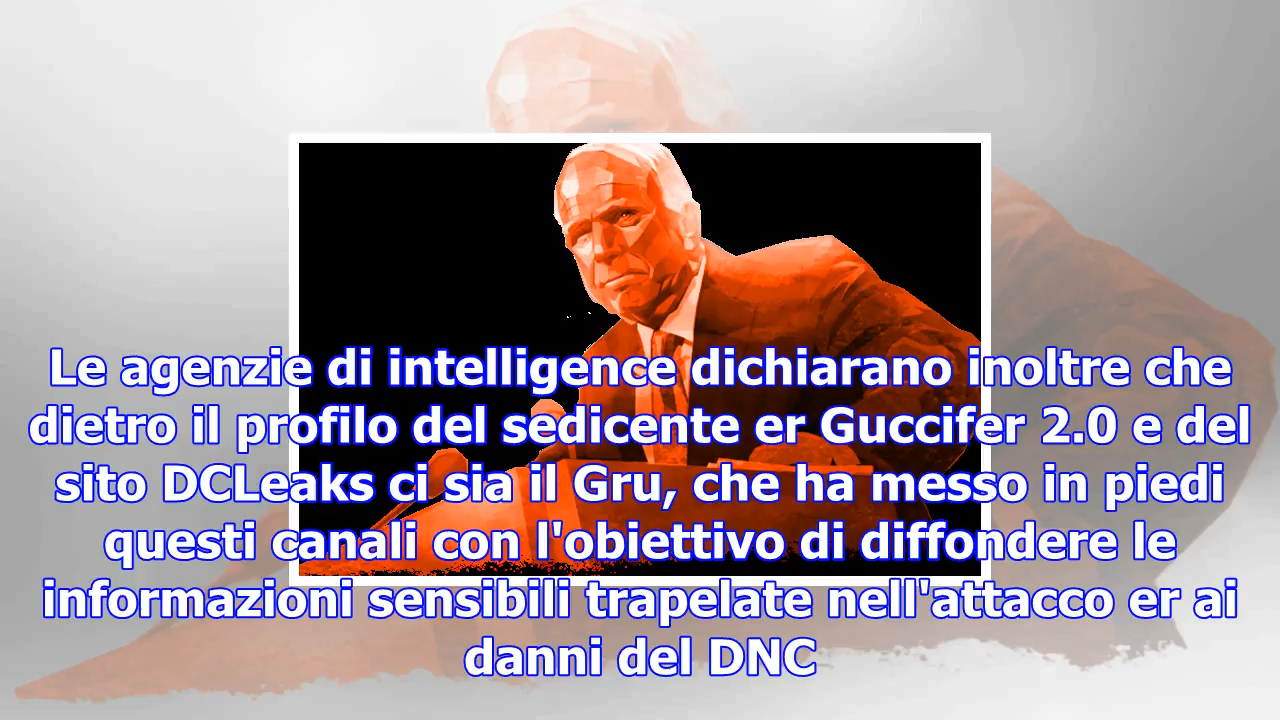 Le agenzie di intelligence dichiarano inoltre che
dietro il profilo del sedicente er Guccifer 2.0 e del
sito DCLeaks ci sia il Gru, che ha messo in piedi
questi canali con l'obiettivo di diffondere le
informazioni sensibili trapelate nell'attacco er ai
danni del DNC